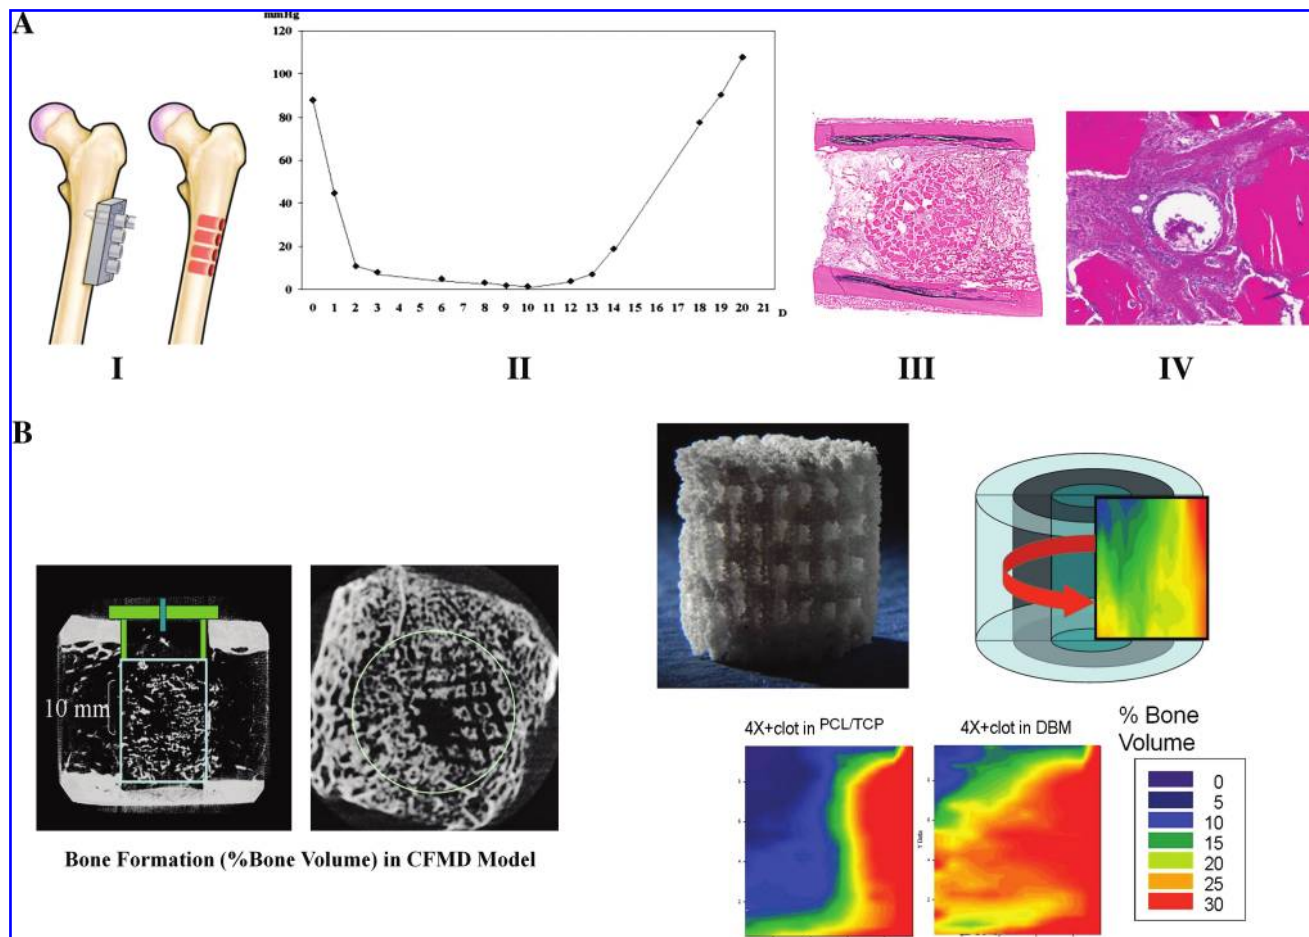 A
mmHg
120
100
80
60
40
20
0
0 1 2 3 4 5 6 7 8 9 10 11 12 13 14 15 16 17 18 19 20 21 D
I II III IV
B
10 mm
Bone Formation (%Bone Volume) in CFMD Model
4X+clot in PCL/TCP
4X+clot in DBM
% Bone
Volume
0
5
10
15
20
25
30